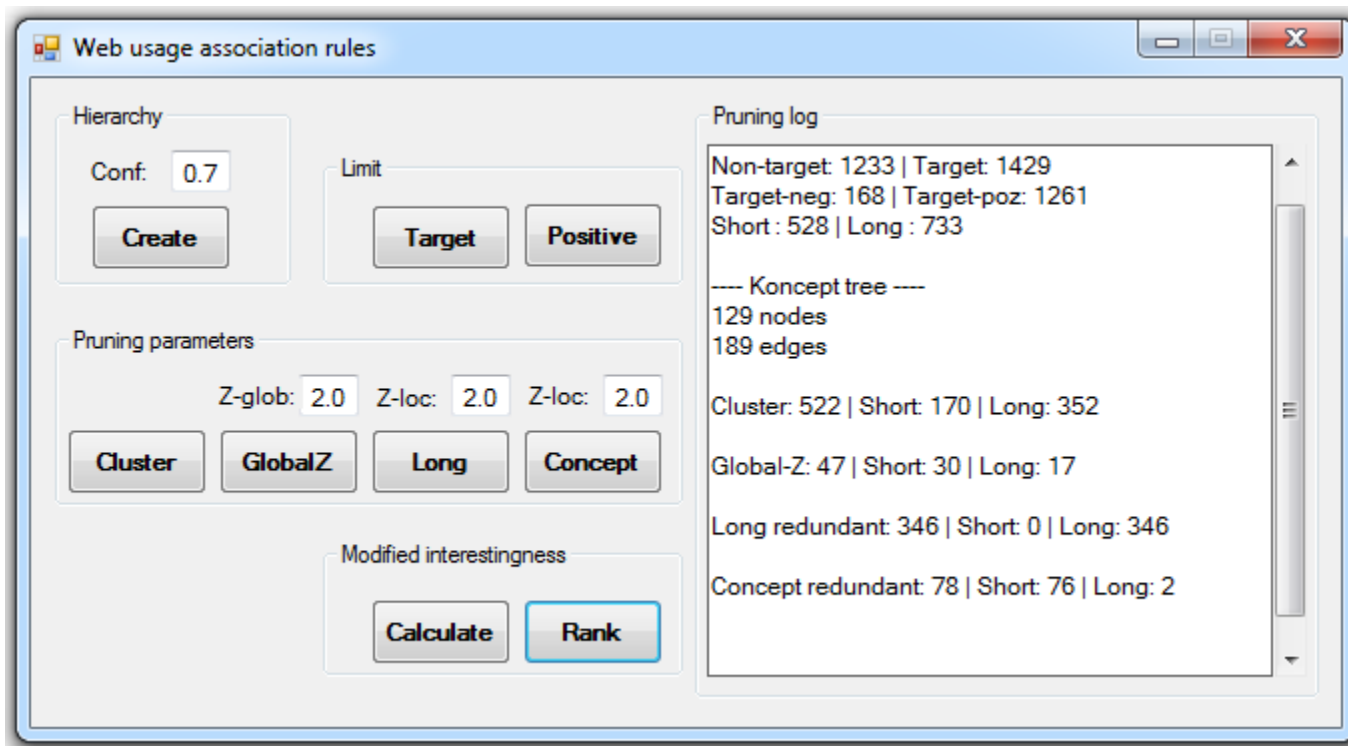 Web usage association rules
Hierarchy
Conf: 0.7
Create
Limit
Target Positive
Pruning parameters
Z-glob: 2.0 Z-loc: 2.0 Z-loc: 2.0
Cluster GlobalZ Long Concept
Modified interestingness
Calculate Rank
Pruning log
Non-target: 1233 | Target: 1429
Target-neg: 168 | Target-poz: 1261
Short : 528 | Long : 733
---- Koncept tree ----
129 nodes
189 edges
Cluster: 522 | Short: 170 | Long: 352
Global-Z: 47 | Short: 30 | Long: 17
Long redundant: 346 | Short: 0 | Long: 346
Concept redundant: 78 | Short: 76 | Long: 2